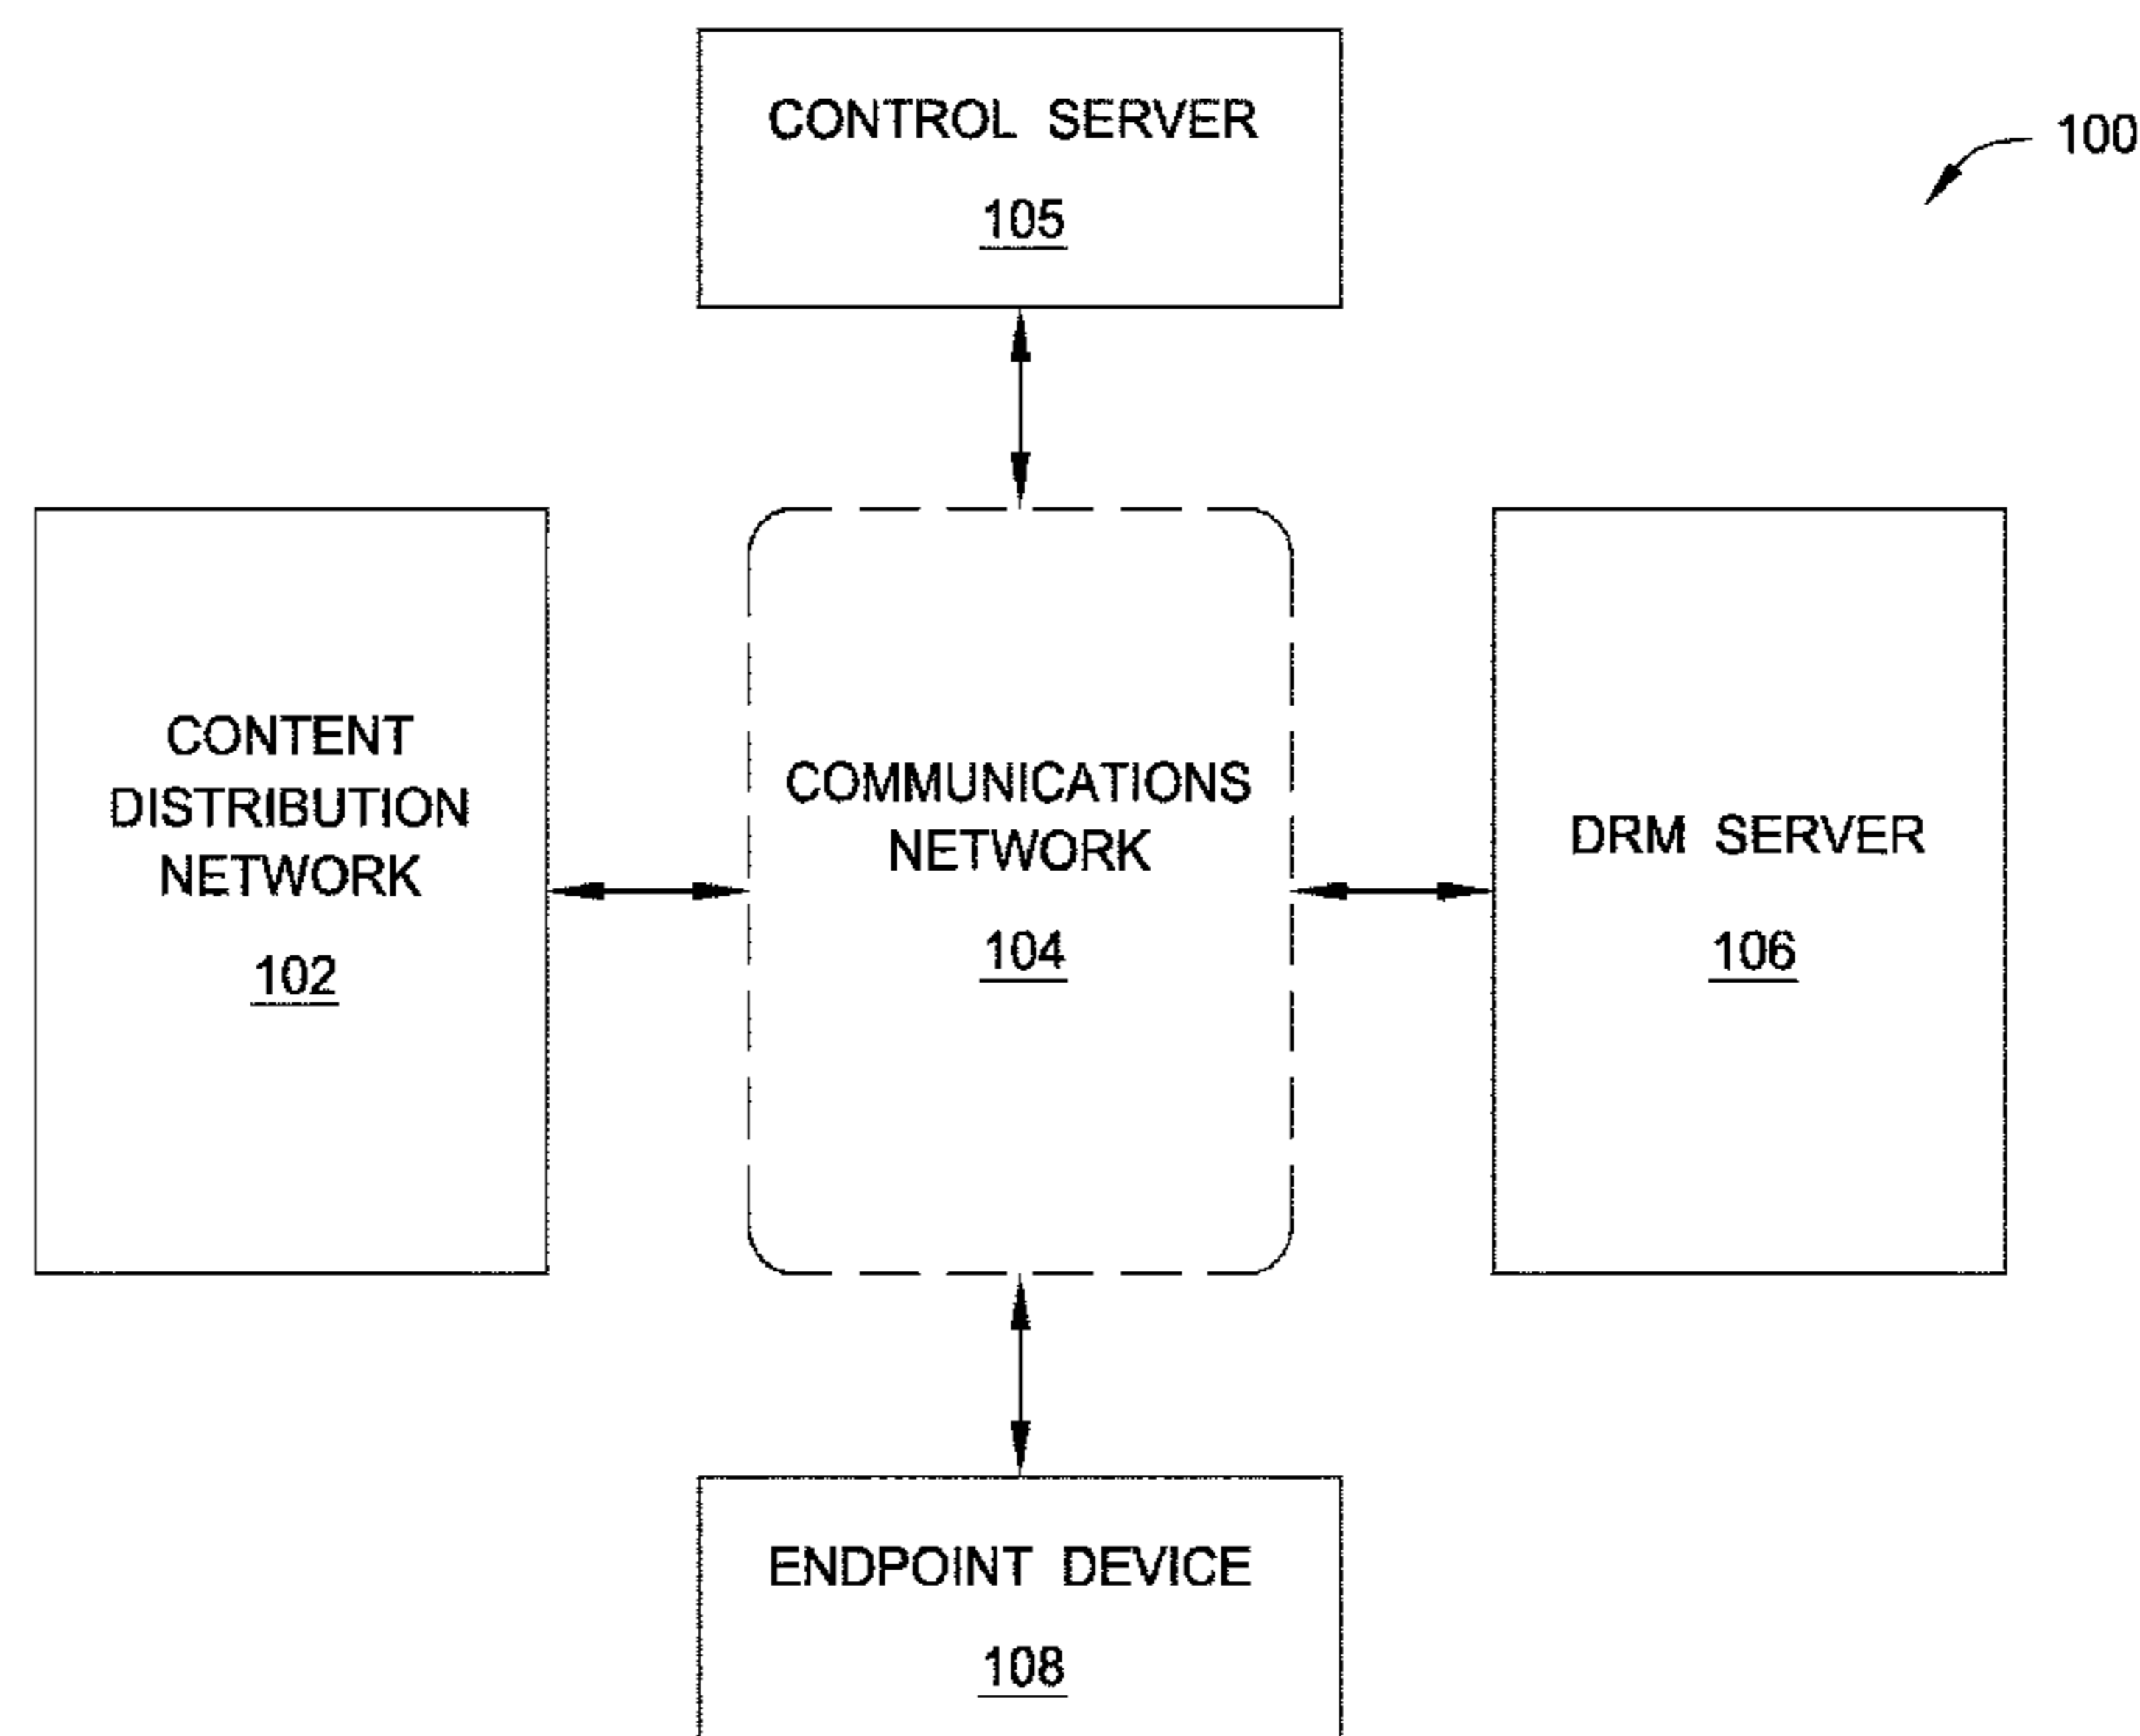 CONTROL SERVER
105
100
CONTENT
DISTRIBUTION
NETWORK
102
COMMUNICATIONS
NETWORK
104
DRM SERVER
106
ENDPOINT DEVICE
108